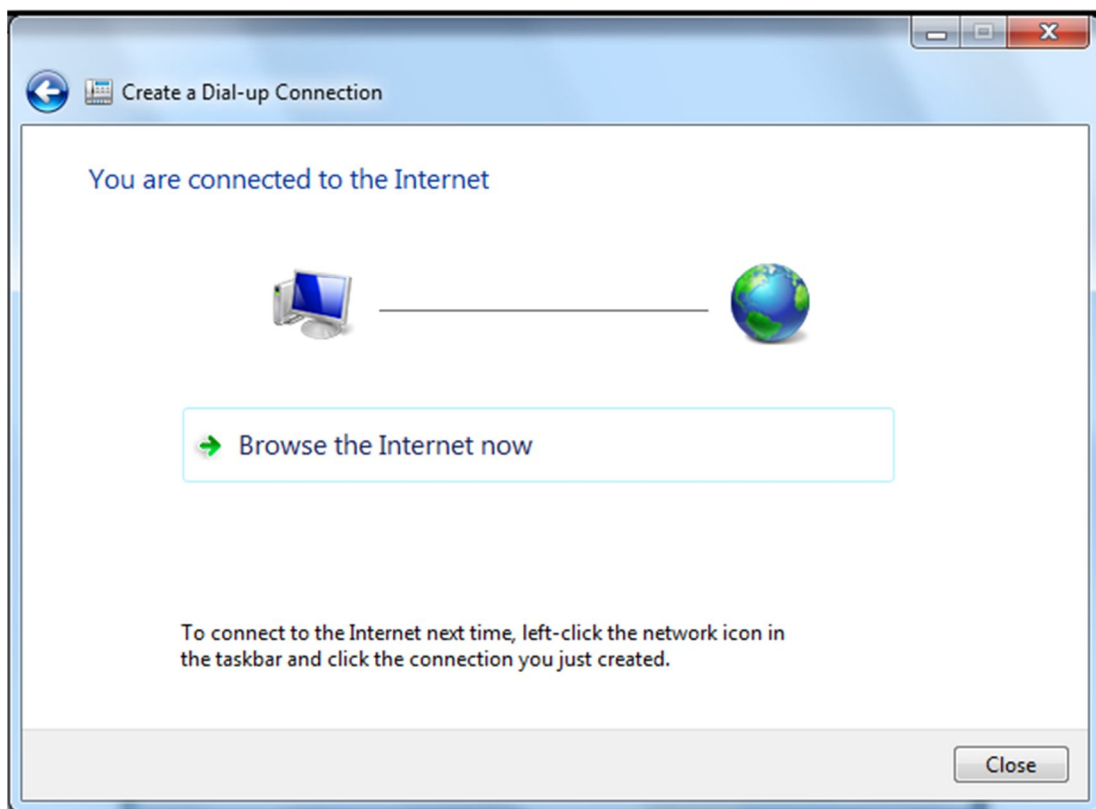 Create a Dial-up Connection
You are connected to the Internet
Browse the Internet now
To connect to the Internet next time, left-click the network icon in
the taskbar and click the connection you just created.
Close